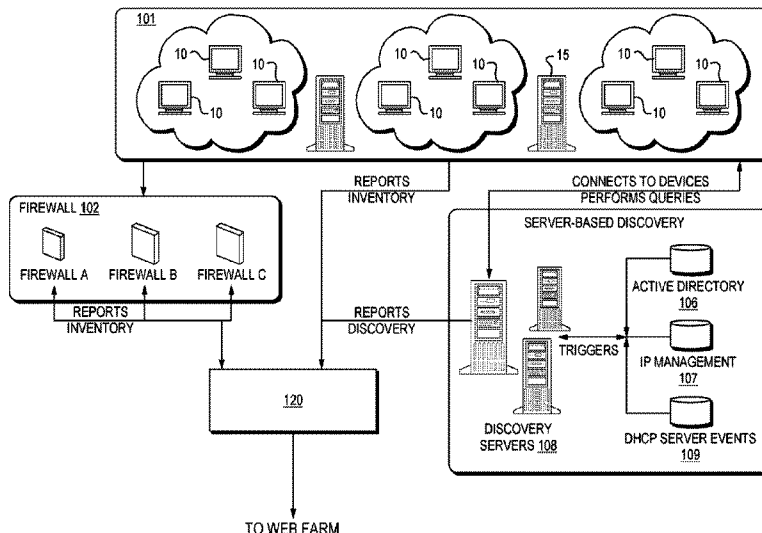 101
10
10
10
10
10
10
15
10
10
10
REPORTS
INVENTORY
CONNECTS TO DEVICES
PERFORMS QUERIES
FIREWALL 102
FIREWALL A
FIREWALL B
FIREWALL C
REPORTS
INVENTORY
SERVER-BASED DISCOVERY
REPORTS
DISCOVERY
TRIGGERS
ACTIVE DIRECTORY
106
IP MANAGEMENT
107
DHCP SERVER EVENTS
109
DISCOVERY
SERVERS 108
120
TO WEB FARM